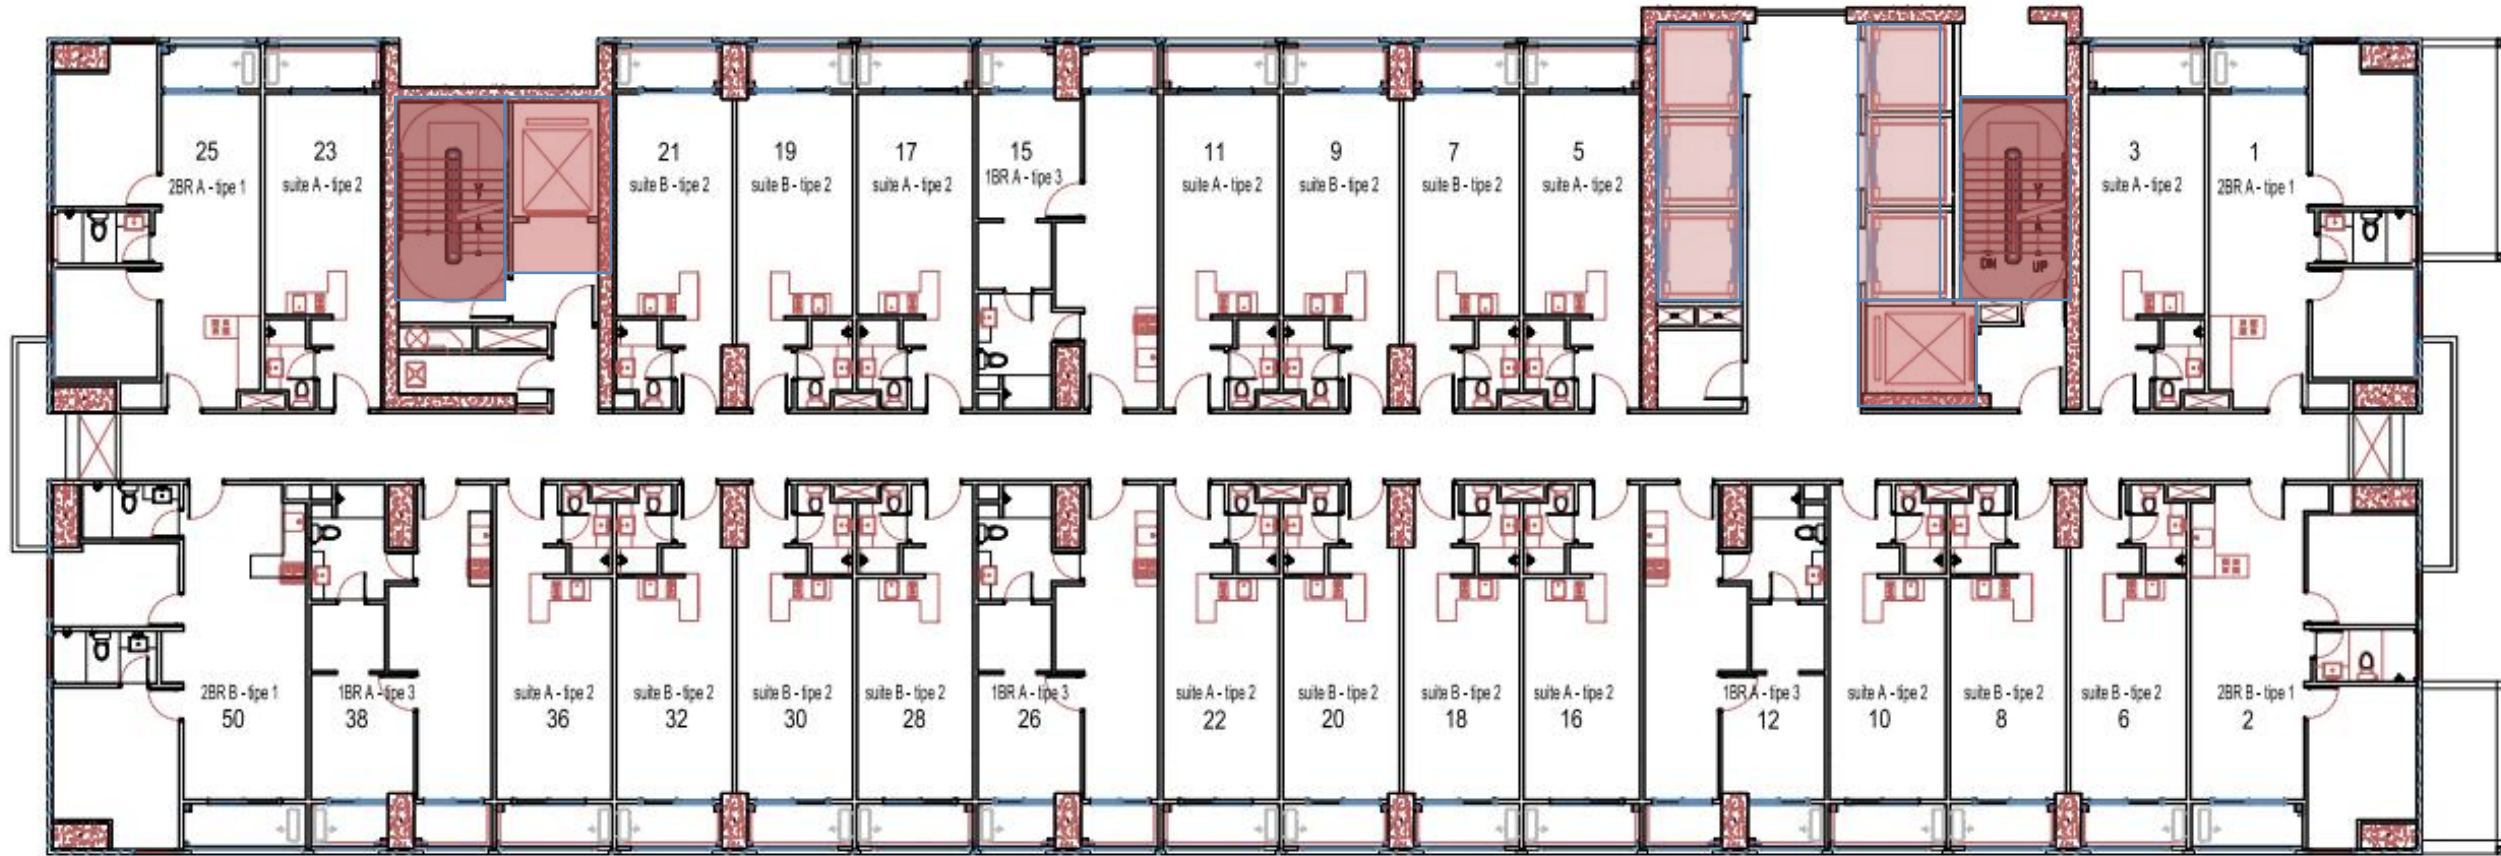 25
2BR A - tipe 1
23
suite A - tipe 2
21
suite B - tipe 2
19
suite B - tipe 2
17
suite A - tipe 2
15
1BR A - tipe 3
11
suite A - tipe 2
9
suite B - tipe 2
7
suite B - tipe 2
5
suite A - tipe 2
3
suite A - tipe 2
1
2BR A - tipe 1
DN
UP
2BR B - tipe 1
50
1BR A - tipe 3
38
suite A - tipe 2
36
suite B - tipe 2
32
suite B - tipe 2
30
suite B - tipe 2
28
1BR A - tipe 3
26
suite A - tipe 2
22
suite B - tipe 2
20
suite B - tipe 2
18
suite A - tipe 2
16
1BR A - tipe 3
12
suite A - tipe 2
10
suite B - tipe 2
8
suite B - tipe 2
6
2BR B - tipe 1
2